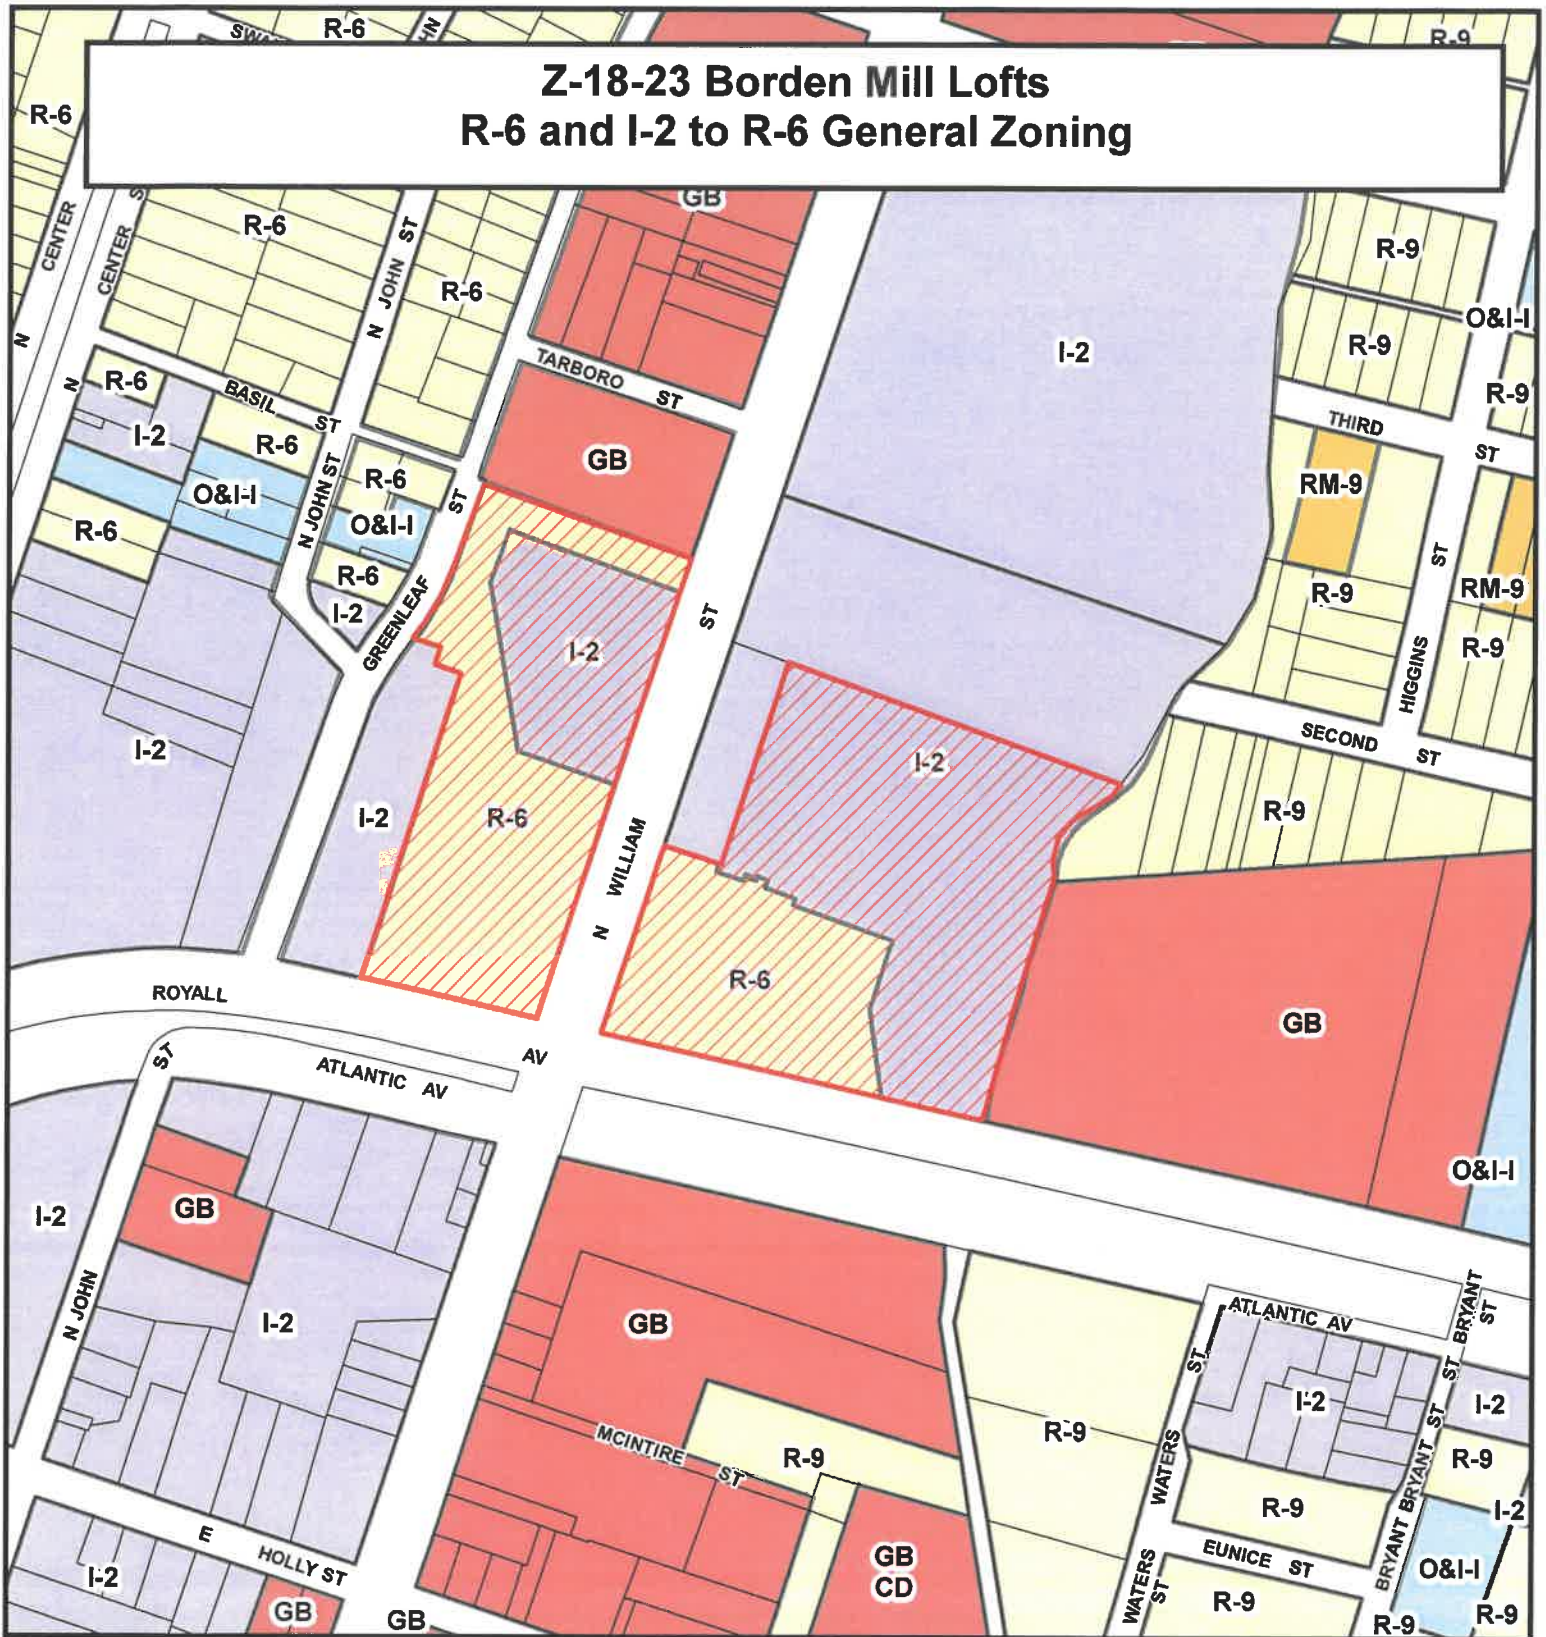 SWA
R-6
HN
R-9
Z-18-23 Borden Mill Lofts
R-6 and I-2 to R-6 General Zoning
R-6
CENTER
N
CENTER
S
N
R-6
N JOHN ST
R-6
GB
I-2
R-9
R-9
O&I-I
R-9
TARBORO ST
BASIL ST
R-6
I-2
R-6
O&I-I
R-6
N JOHN ST
R-6
O&I-I
R-6
I-2
GREENLEAF ST
GB
THIRD ST
RM-9
R-9
HIGGINS ST
RM-9
R-9
SECOND ST
R-9
I-2
I-2
R-6
I-2
I-2
N WILLIAM ST
I-2
R-6
GB
O&I-I
ROYALL AV
ATLANTIC AV
ST
I-2
N JOHN
GB
I-2
GB
MCINTIRE ST
R-9
R-9
GB
CD
ATLANTIC AV
BRYANT ST
WATERS ST
I-2
I-2
R-9
I-2
BRYANT ST
BRYANT ST
R-9
WATERS ST
EUNICE ST
R-9
O&I-I
R-9
R-9
E HOLLY ST
I-2
GB
GB